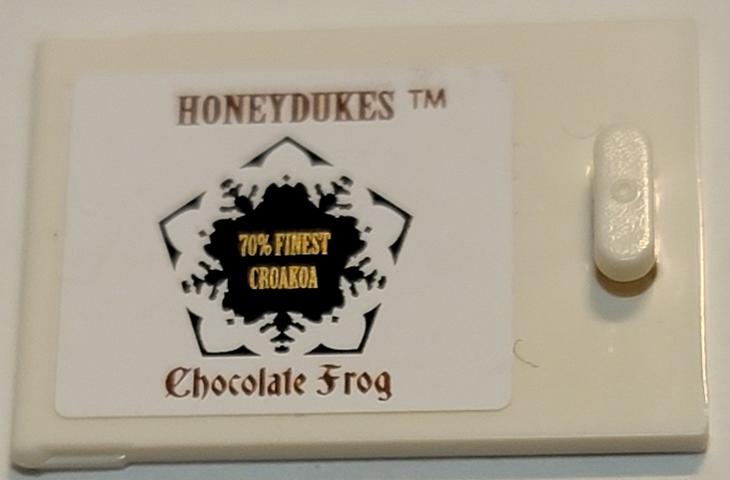 HONEYDUKES ™
70% FINEST
CROAKOA
Chocolate Frog